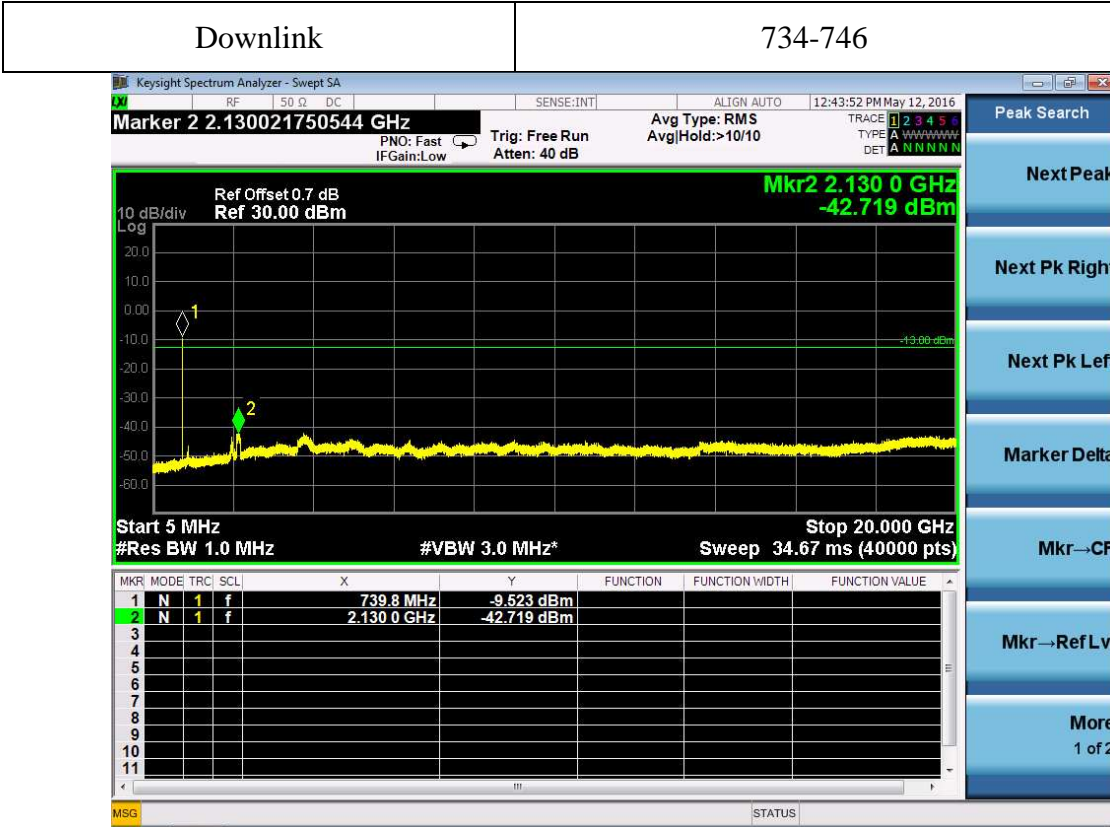 Downlink 734-746
Keysight Spectrum Analyzer - Swept SA
LXI RF 50 Ω DC SENSE:INT ALIGN AUTO 12:43:52 PM May 12, 2016
Marker 2 2.130021750544 GHz
PNO: Fast
IFGain:Low
Trig: Free Run
Atten: 40 dB
Avg Type: RMS
Avg|Hold:>10/10
TRACE 1 2 3 4 5 6
TYPE A WWWWW
DET A N N N N N
Peak Search
Mkr2 2.130 0 GHz
-42.719 dBm
Ref Offset 0.7 dB
10 dB/div Ref 30.00 dBm
Log
20.0
10.0
0.00
-10.0
-20.0
-30.0
-40.0
-50.0
-60.0
1
2
-13.00 dBm
Start 5 MHz Stop 20.000 GHz
#Res BW 1.0 MHz #VBW 3.0 MHz* Sweep 34.67 ms (40000 pts)
MKR MODE TRC SCL X Y FUNCTION FUNCTION WIDTH FUNCTION VALUE
1 N 1 f 739.8 MHz -9.523 dBm
2 N 1 f 2.130 0 GHz -42.719 dBm
3
4
5
6
7
8
9
10
11
Next Peak
Next Pk Right
Next Pk Lef
Marker Delta
Mkr→CF
Mkr→Ref Lv
More
1 of 2
MSG STATUS